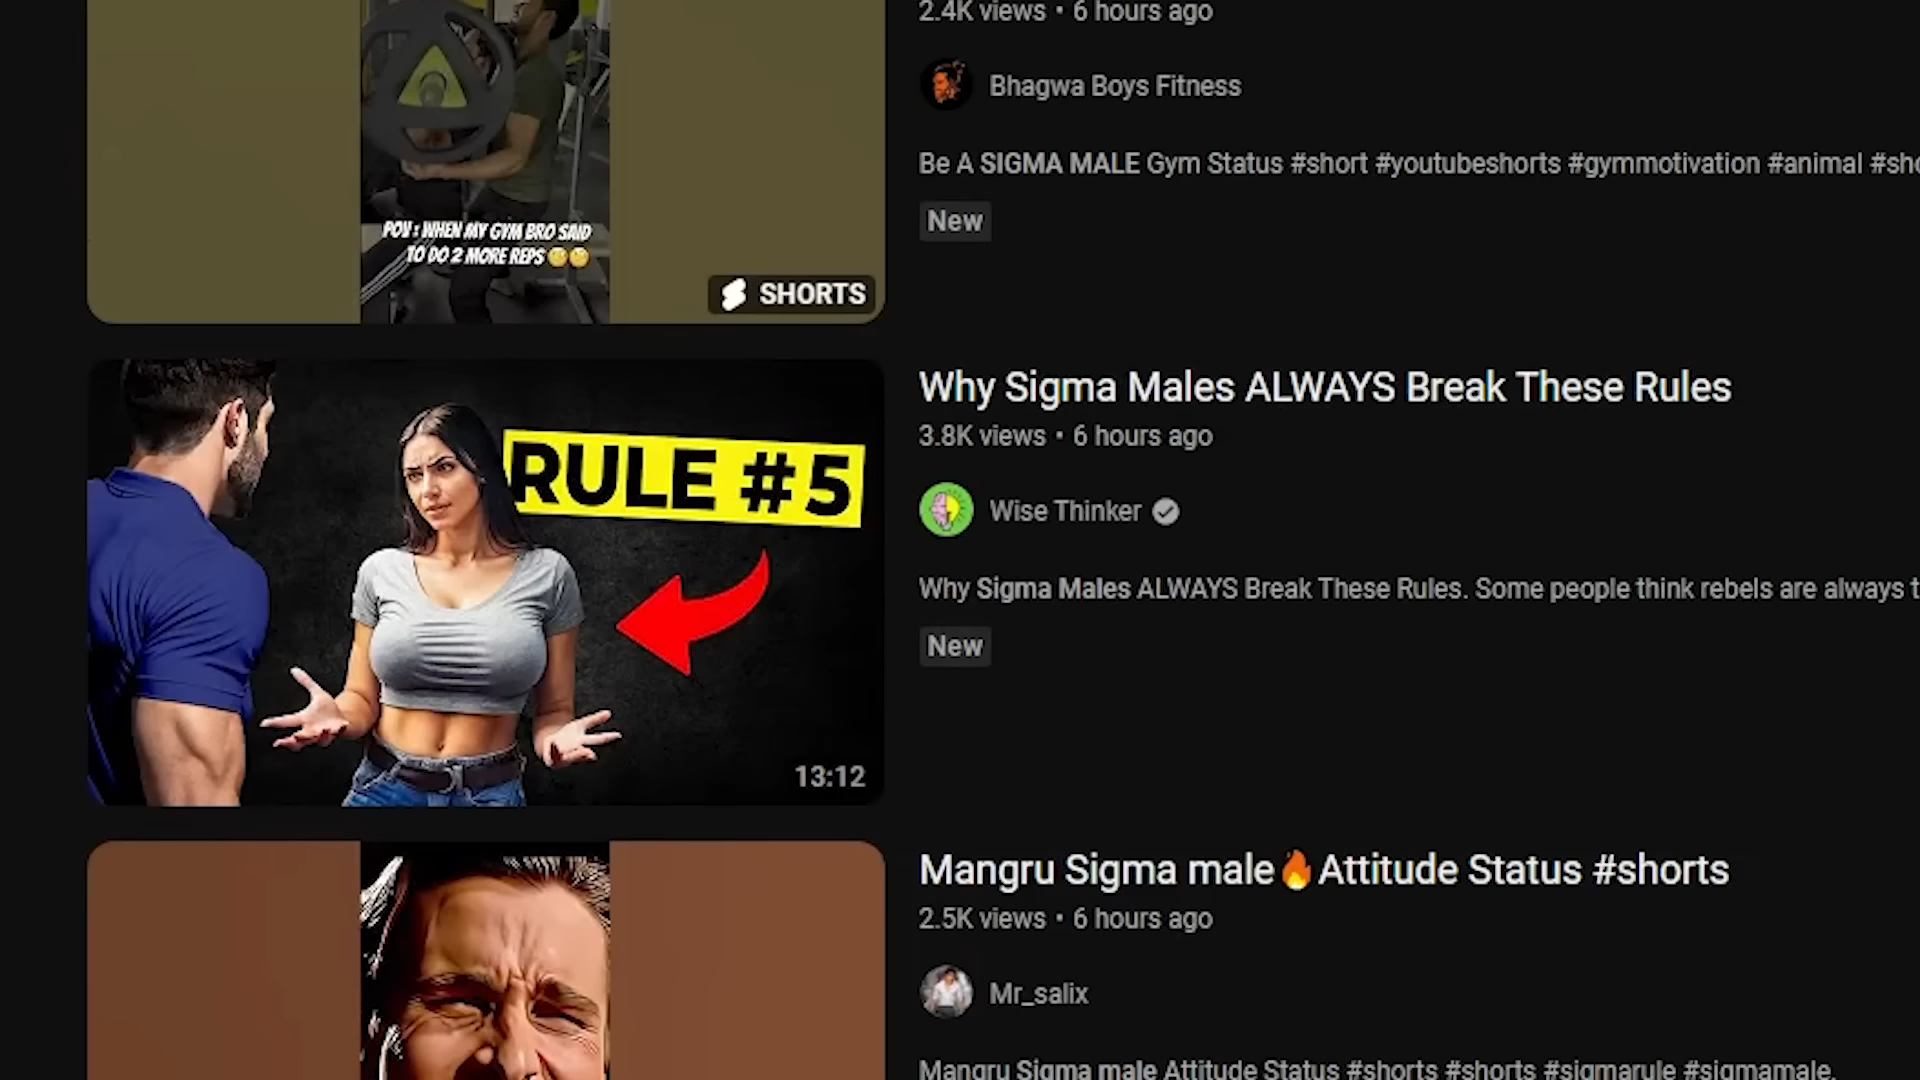 2.4K views • 6 hours ago
Bhagwa Boys Fitness
Be A SIGMA MALE Gym Status #short #youtubeshorts #gymmotivation #animal #sho
New
POV : WHEN MY GYM BRO SAID
TO DO 2 MORE REPS 🤨🤨
SHORTS
RULE #5
13:12
Why Sigma Males ALWAYS Break These Rules
3.8K views • 6 hours ago
Wise Thinker
Why Sigma Males ALWAYS Break These Rules. Some people think rebels are always t
New
Mangru Sigma male🔥Attitude Status #shorts
2.5K views • 6 hours ago
Mr_salix
Mangru Sigma male Attitude Status #shorts #shorts #sigmarule #sigmamale.